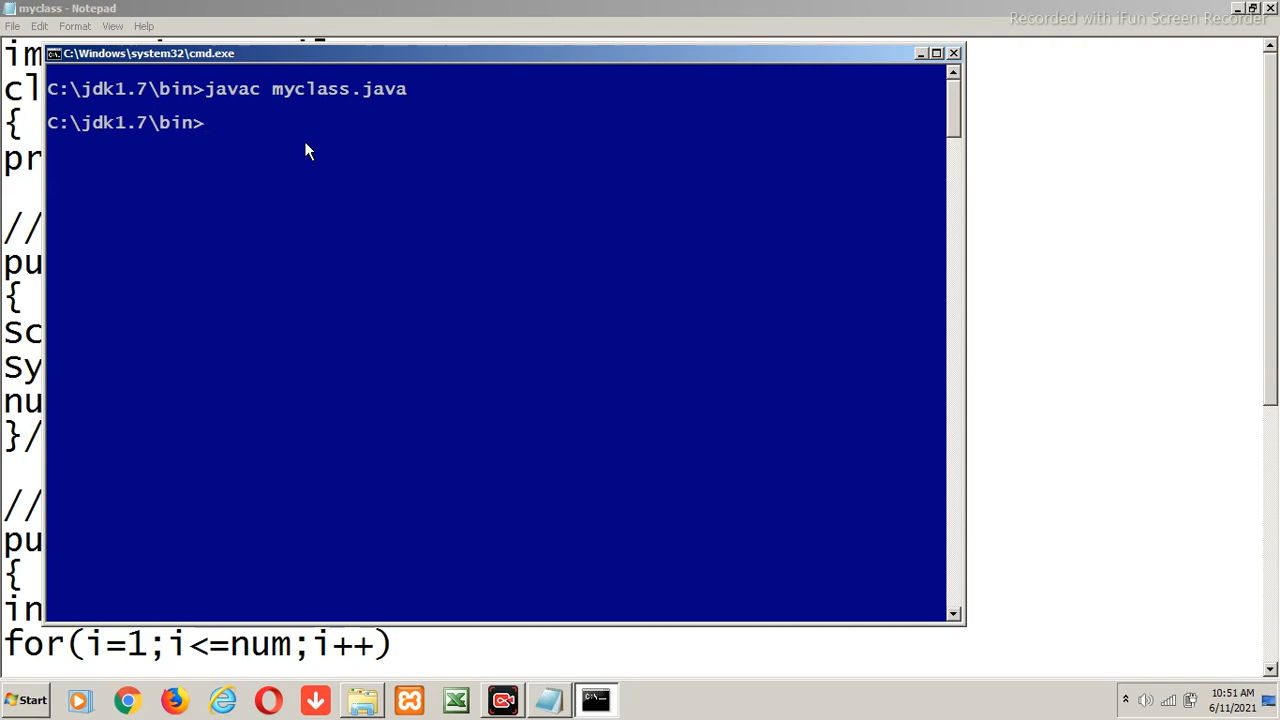 myclass - Notepad
Recorded with iFun Screen Recorder
File Edit Format View Help
im
C:\Windows\system32\cmd.exe
cl
C:\jdk1.7\bin>javac myclass.java
{
C:\jdk1.7\bin>
pr
//
pu
{
Sc
Sy
nu
}/
//
pu
{
in
for(i=1;i<=num;i++)
Start
10:51 AM
6/11/2021